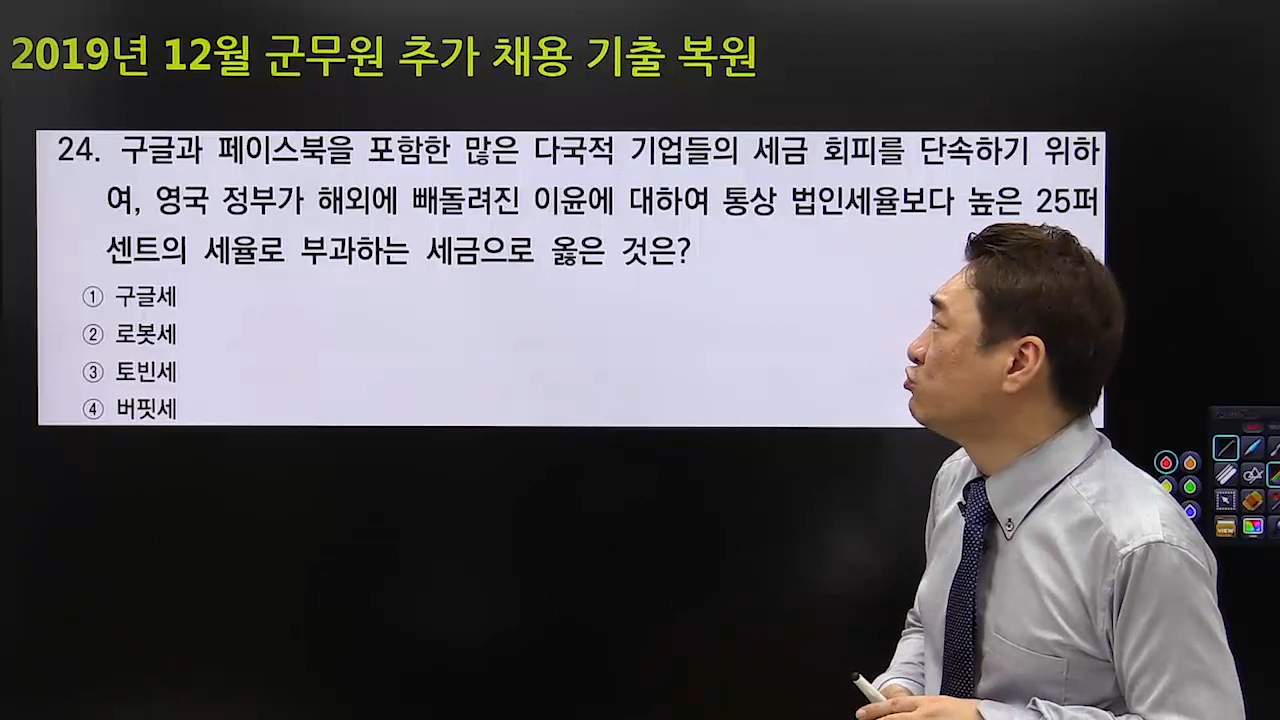 2019년 12월 군무원 추가 채용 기출 복원
24. 구글과 페이스북을 포함한 많은 다국적 기업들의 세금 회피를 단속하기 위하
여, 영국 정부가 해외에 빼돌려진 이윤에 대하여 통상 법인세율보다 높은 25퍼
센트의 세율로 부과하는 세금으로 옳은 것은?
① 구글세
② 로봇세
③ 토빈세
④ 버핏세
VIEW